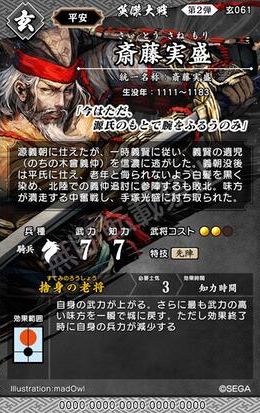 玄
平安
英傑大戦
第2弾
玄061
さいとう さねもり
斎藤実盛
統一名称:斎藤実盛
生没年:1111~1183
「今はただ、
源氏のもとで腕をふるうのみ」
源義朝に仕えたが、一時義賢に従い、義賢の遺児
(のちの木曾義仲)を信濃に逃がした。義朝没後
は平氏に仕え、老年と侮られないよう白髪を黒く
染め、北陸での義仲追討に参陣するも敗北。味方
が潰走する中奮戦し、手塚光盛に討ち取られた。
兵種 武力 知力 武将コスト
騎兵 7 7 特技 先陣
すてみのろうしょう 必要士気 効果時間
捨身の老将 3 知力時間
効果範囲
自身の武力が上がる。さらに最も武力の高
い味方を一瞬で城に戻す。ただし効果終了
時に自身の兵力が減少する
Illustration:madOwl ©SEGA
0000-0000-0000-0000-0000